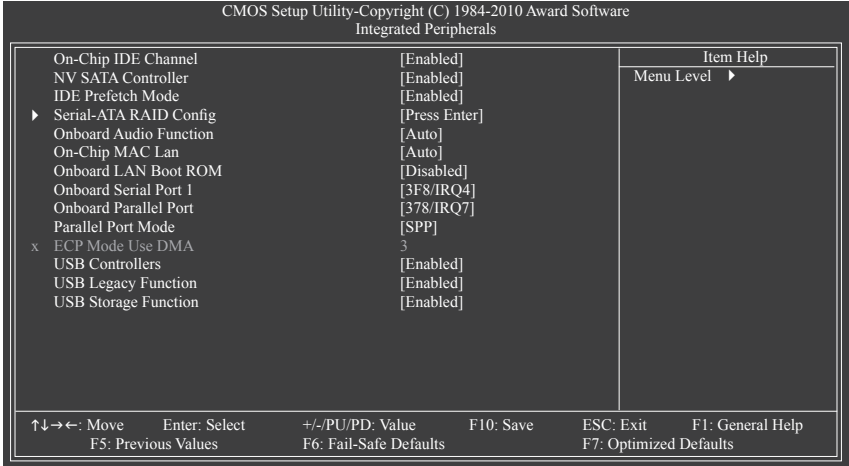 CMOS Setup Utility-Copyright (C) 1984-2010 Award Software
Integrated Peripherals
On-Chip IDE Channel [Enabled]
NV SATA Controller [Enabled]
IDE Prefetch Mode [Enabled]
Serial-ATA RAID Config [Press Enter]
Onboard Audio Function [Auto]
On-Chip MAC Lan [Auto]
Onboard LAN Boot ROM [Disabled]
Onboard Serial Port 1 [3F8/IRQ4]
Onboard Parallel Port [378/IRQ7]
Parallel Port Mode [SPP]
x ECP Mode Use DMA 3
USB Controllers [Enabled]
USB Legacy Function [Enabled]
USB Storage Function [Enabled]
Item Help
Menu Level
↑↓→←: Move Enter: Select +/-/PU/PD: Value F10: Save ESC: Exit F1: General Help
F5: Previous Values F6: Fail-Safe Defaults F7: Optimized Defaults